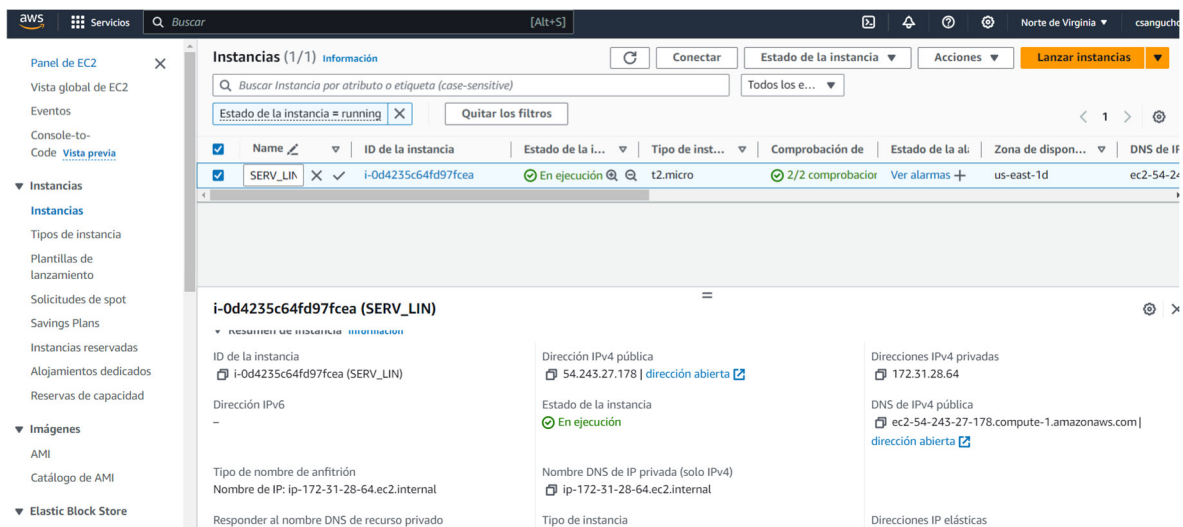 aws
Servicios
Buscar
[Alt+S]
Norte de Virginia
csangucho
Panel de EC2
Vista global de EC2
Eventos
Console-to-
Code Vista previa
Instancias
Instancias
Tipos de instancia
Plantillas de
lanzamiento
Solicitudes de spot
Savings Plans
Instancias reservadas
Alojamientos dedicados
Reservas de capacidad
Imágenes
AMI
Catálogo de AMI
Elastic Block Store
Instancias (1/1) Información
Conectar
Estado de la instancia
Acciones
Lanzar instancias
Buscar Instancia por atributo o etiqueta (case-sensitive)
Todos los e...
Estado de la instancia = running
Quitar los filtros
1
Name ID de la instancia Estado de la i... Tipo de inst... Comprobación de Estado de la ala Zona de dispon... DNS de IP
SERV_LIN i-0d4235c64fd97fcea En ejecución t2.micro 2/2 comprobacion Ver alarmas + us-east-1d ec2-54-24
i-0d4235c64fd97fcea (SERV_LIN)
Resumen de instancia Información
ID de la instancia
i-0d4235c64fd97fcea (SERV_LIN)
Dirección IPv4 pública
54.243.27.178 | dirección abierta
Direcciones IPv4 privadas
172.31.28.64
Dirección IPv6
–
Estado de la instancia
En ejecución
DNS de IPv4 pública
ec2-54-243-27-178.compute-1.amazonaws.com |
dirección abierta
Tipo de nombre de anfitrión
Nombre de IP: ip-172-31-28-64.ec2.internal
Nombre DNS de IP privada (solo IPv4)
ip-172-31-28-64.ec2.internal
Responder al nombre DNS de recurso privado
Tipo de instancia
Direcciones IP elásticas